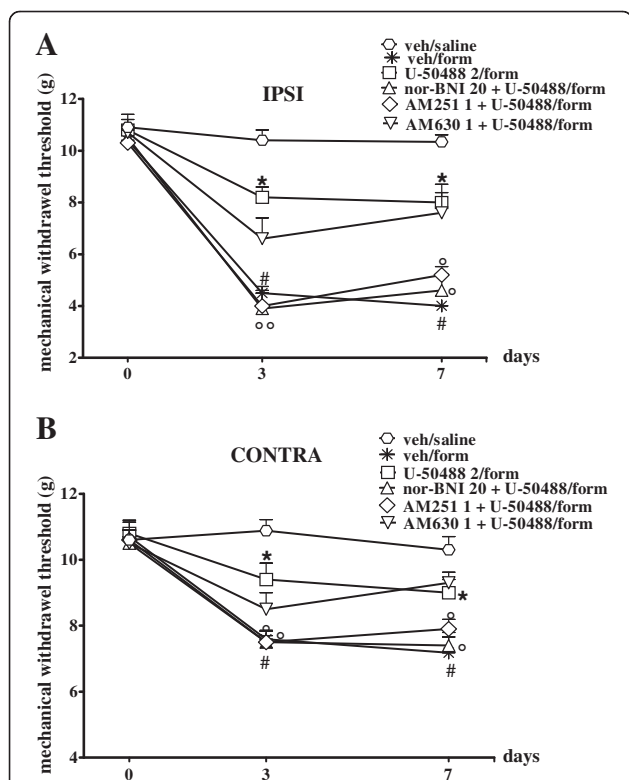 A
veh/saline
veh/form
U-50488 2/form
IPSI
nor-BNI 20 + U-50488/form
AM251 1 + U-50488/form
AM630 1 + U-50488/form
mechanical withdrawel threshold (g)
12
10
8
6
4
2
*
*
#
°°
°
°
#
0
3
7
days
B
veh/saline
veh/form
CONTRA
U-50488 2/form
nor-BNI 20 + U-50488/form
AM251 1 + U-50488/form
AM630 1 + U-50488/form
mechanical withdrawel threshold (g)
12
10
8
6
4
*
*
°
°
#
°
°
#
0
3
7
days